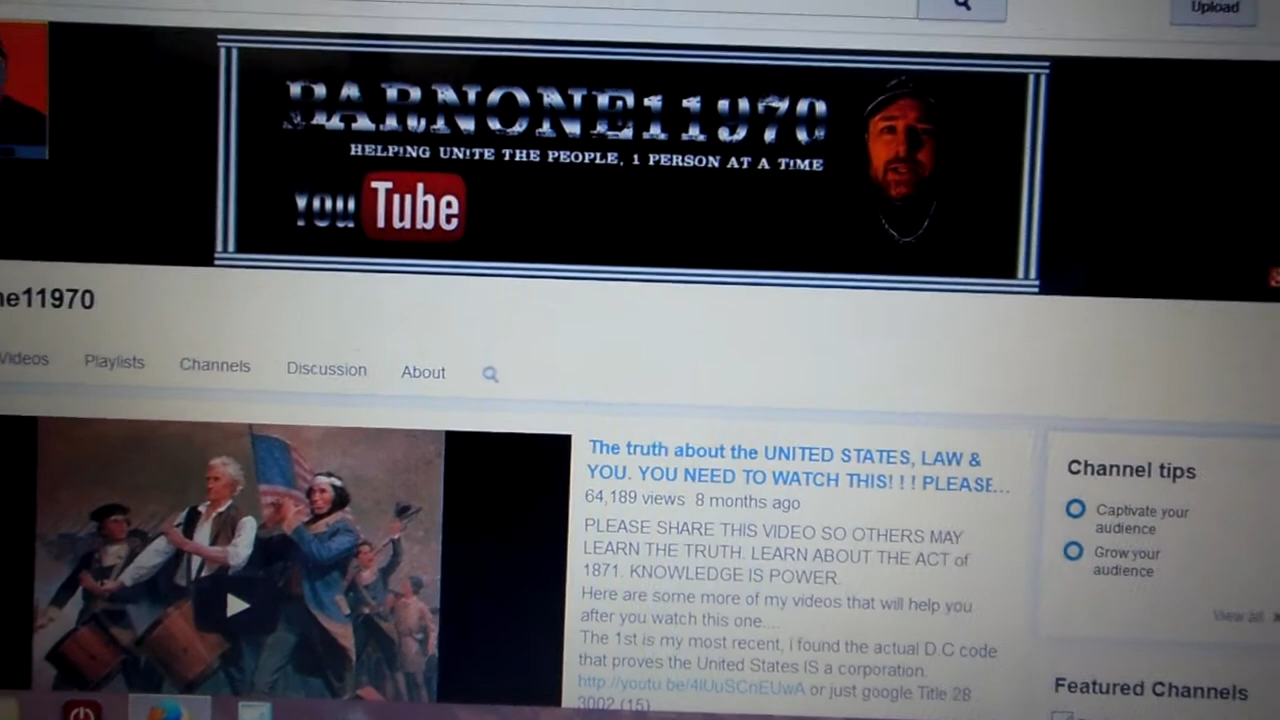 Upload
BARNONE11970
HELPING UNITE THE PEOPLE, 1 PERSON AT A TIME
You Tube
ne11970
Videos Playlists Channels Discussion About
The truth about the UNITED STATES, LAW &
YOU. YOU NEED TO WATCH THIS! ! ! PLEASE...
64,189 views 8 months ago
PLEASE SHARE THIS VIDEO SO OTHERS MAY
LEARN THE TRUTH. LEARN ABOUT THE ACT of
1871. KNOWLEDGE IS POWER.
Here are some more of my videos that will help you
after you watch this one....
The 1st is my most recent, i found the actual D.C code
that proves the United States IS a corporation.
http://youtu.be/4IUuSCnEUwA or just google Title 28
3002 (15)
Channel tips
Captivate your
audience
Grow your
audience
View all
Featured Channels